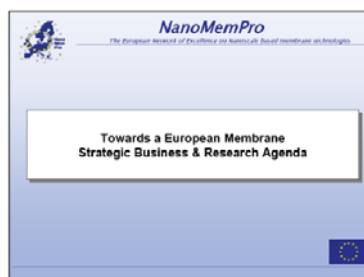 NanoMemPro
The European Network of Excellence on Nanoscale based membrane technologies
Towards a European Membrane
Strategic Business & Research Agenda